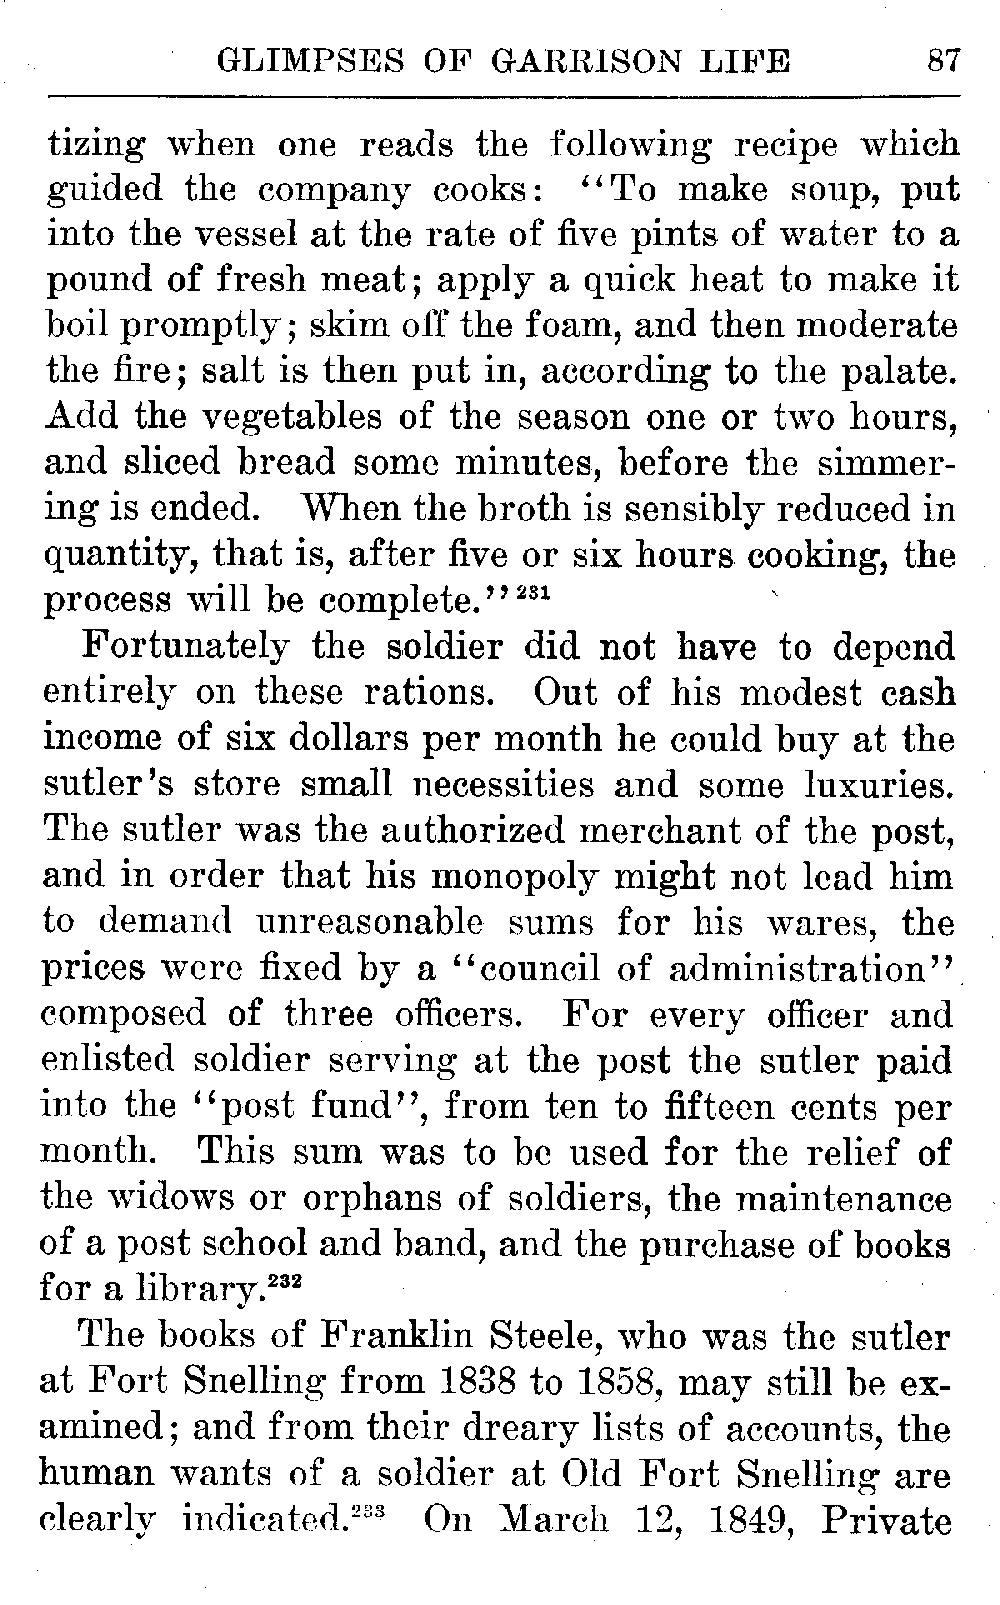 GLIMPSES OF GARRISON LIFE 87
tizing when one reads the following recipe which
guided the company cooks: "To make soup, put
into the vessel at the rate of five pints of water to a
pound of fresh meat; apply a quick heat to make it
boil promptly; skim off the foam, and then moderate
the fire; salt is then put in, according to the palate.
Add the vegetables of the season one or two hours,
and sliced bread some minutes, before the simmer-
ing is ended. When the broth is sensibly reduced in
quantity, that is, after five or six hours cooking, the
process will be complete."²³¹
Fortunately the soldier did not have to depend
entirely on these rations. Out of his modest cash
income of six dollars per month he could buy at the
sutler's store small necessities and some luxuries.
The sutler was the authorized merchant of the post,
and in order that his monopoly might not lead him
to demand unreasonable sums for his wares, the
prices were fixed by a "council of administration"
composed of three officers. For every officer and
enlisted soldier serving at the post the sutler paid
into the "post fund", from ten to fifteen cents per
month. This sum was to be used for the relief of
the widows or orphans of soldiers, the maintenance
of a post school and band, and the purchase of books
for a library.²³²
The books of Franklin Steele, who was the sutler
at Fort Snelling from 1838 to 1858, may still be ex-
amined; and from their dreary lists of accounts, the
human wants of a soldier at Old Fort Snelling are
clearly indicated.²³³ On March 12, 1849, Private